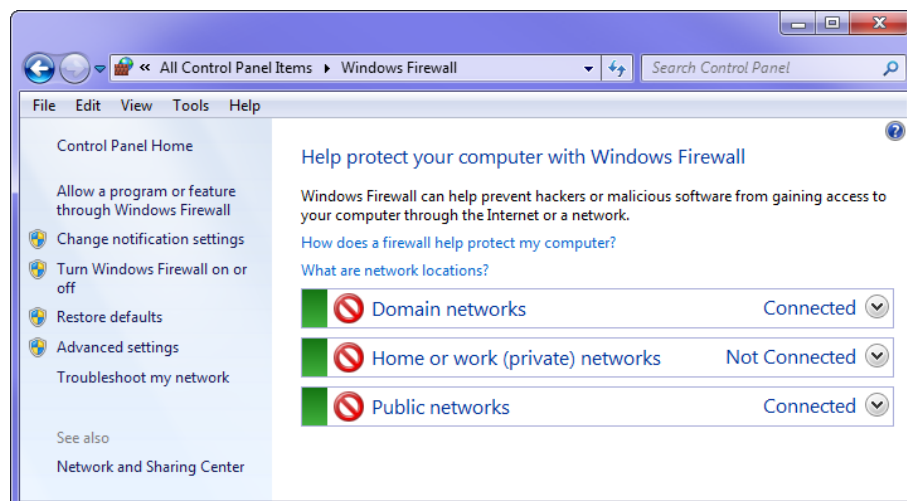 « All Control Panel Items ▸ Windows Firewall
Search Control Panel
File Edit View Tools Help
Control Panel Home
Allow a program or feature
through Windows Firewall
Change notification settings
Turn Windows Firewall on or
off
Restore defaults
Advanced settings
Troubleshoot my network
See also
Network and Sharing Center
Help protect your computer with Windows Firewall
Windows Firewall can help prevent hackers or malicious software from gaining access to
your computer through the Internet or a network.
How does a firewall help protect my computer?
What are network locations?
Domain networks Connected
Home or work (private) networks Not Connected
Public networks Connected